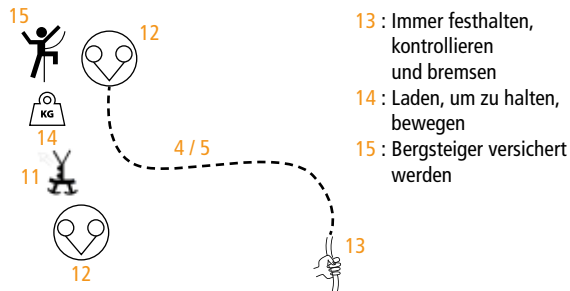 15
12
KG
14
4 / 5
11
12
13
13 : Immer festhalten,
kontrollieren
und bremsen
14 : Laden, um zu halten,
bewegen
15 : Bergsteiger versichert
werden